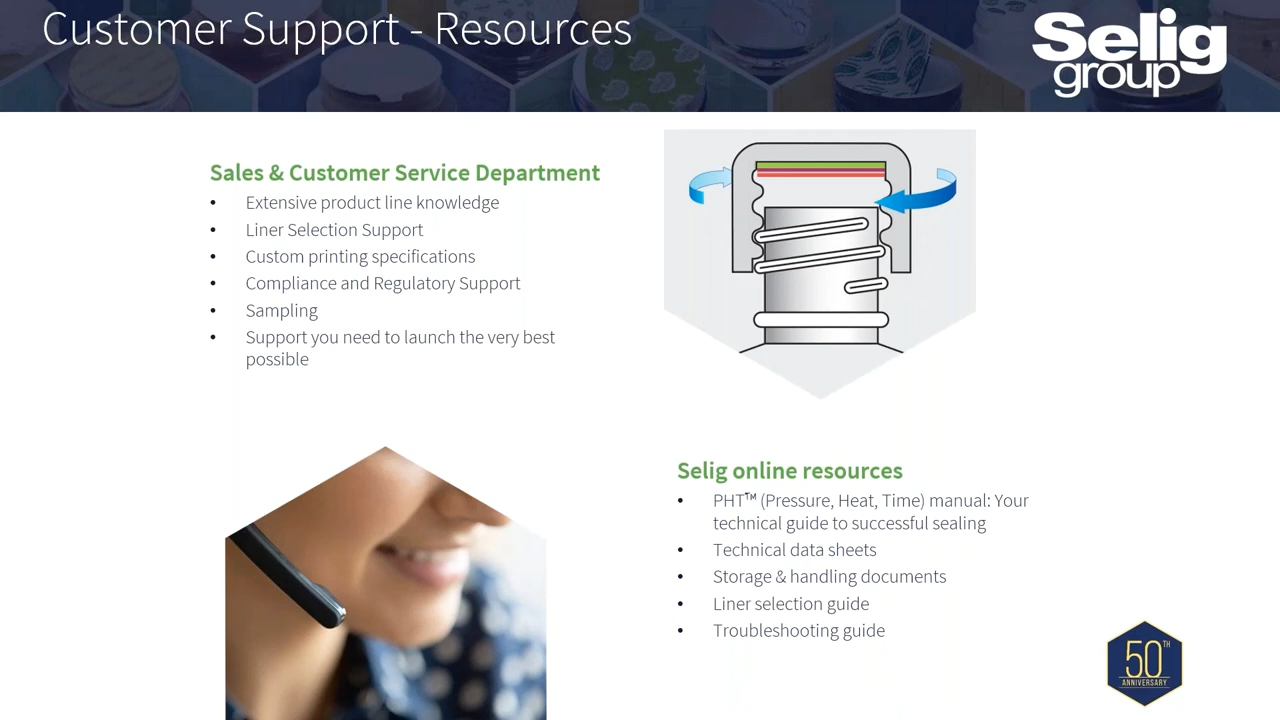 Customer Support - Resources
Selig
group
Sales & Customer Service Department
• Extensive product line knowledge
• Liner Selection Support
• Custom printing specifications
• Compliance and Regulatory Support
• Sampling
• Support you need to launch the very best
possible
Selig online resources
• PHT™ (Pressure, Heat, Time) manual: Your
technical guide to successful sealing
• Technical data sheets
• Storage & handling documents
• Liner selection guide
• Troubleshooting guide
50TH
ANNIVERSARY